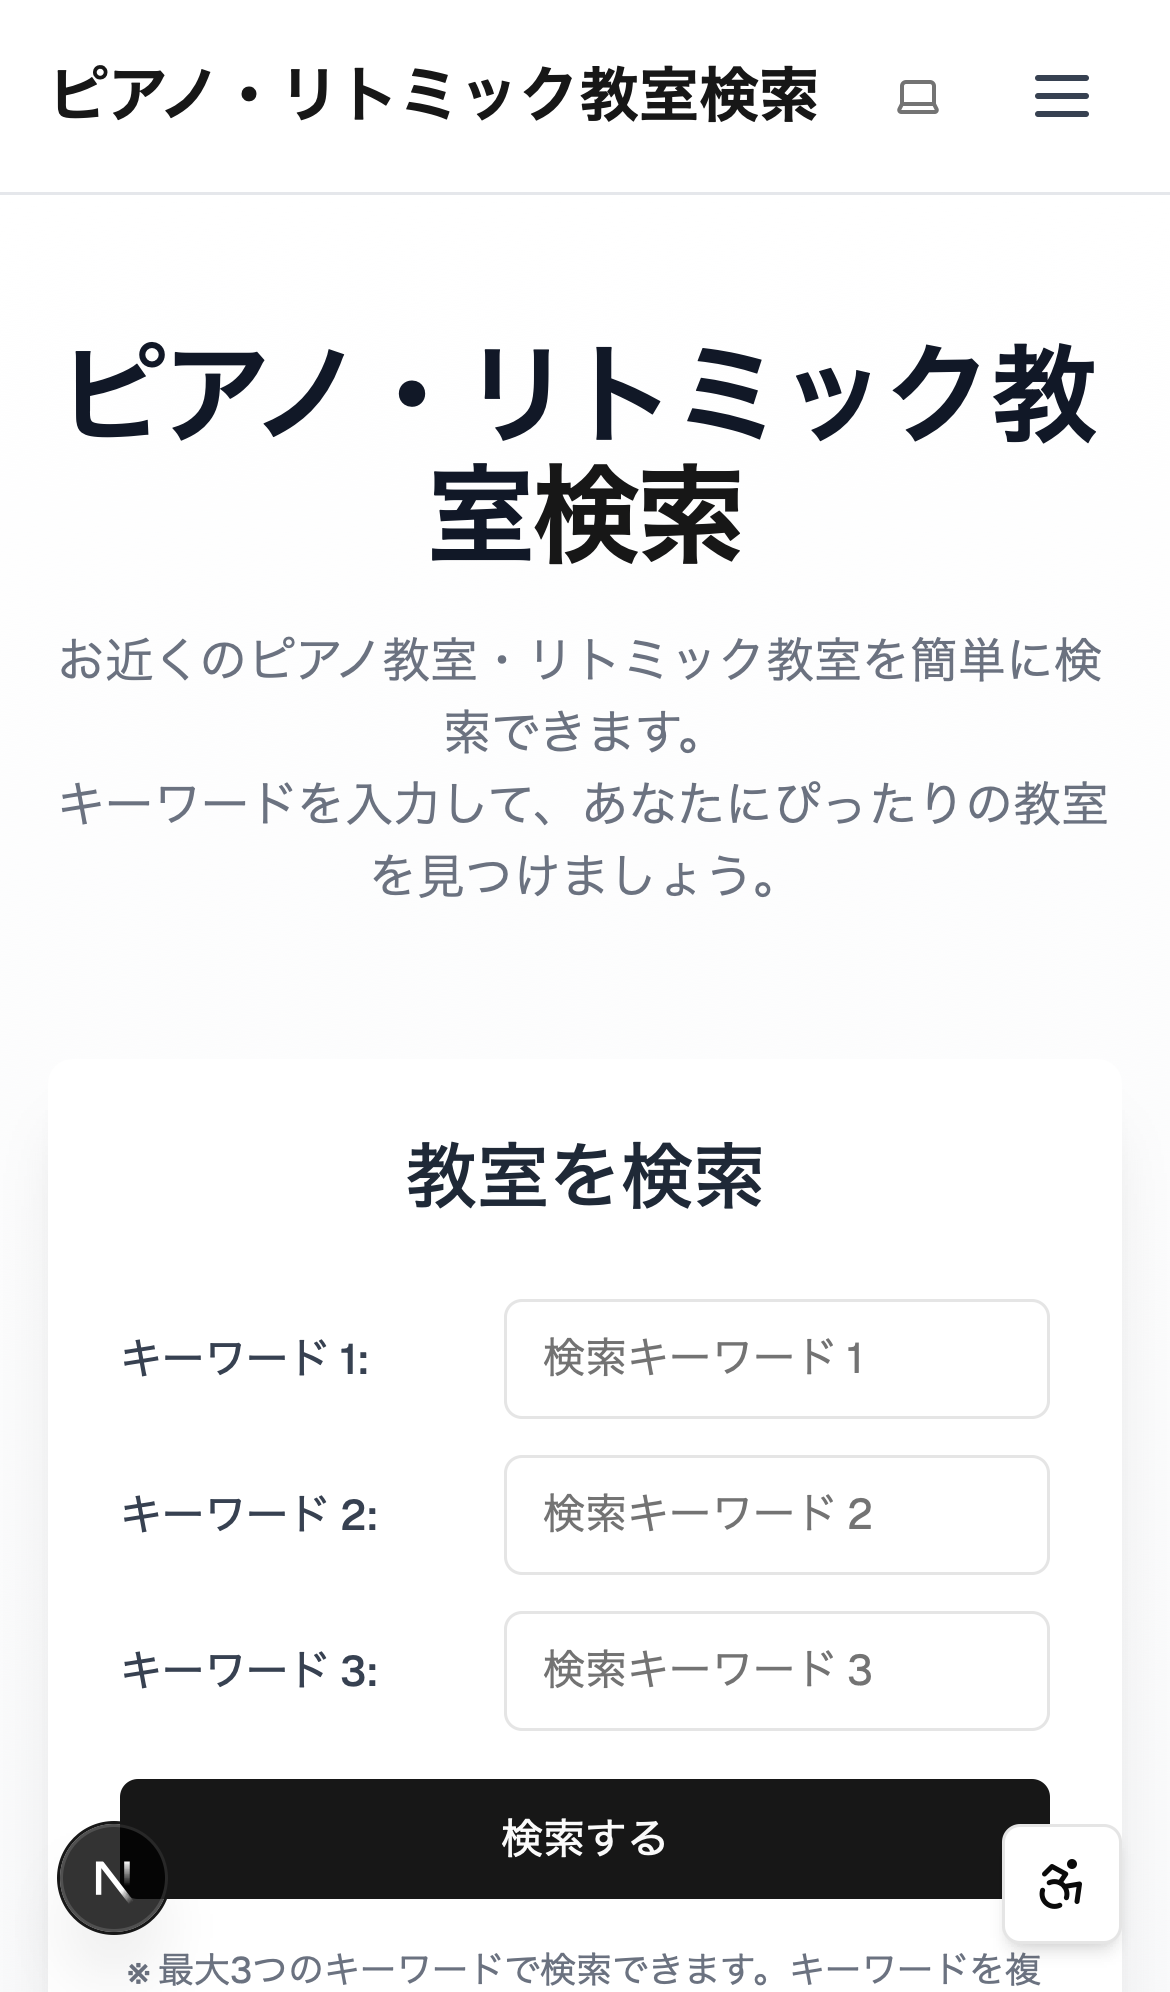 ピアノ・リトミック教室検索
ピアノ・リトミック教
室検索
お近くのピアノ教室・リトミック教室を簡単に検
索できます。
キーワードを入力して、あなたにぴったりの教室
を見つけましょう。
教室を検索
キーワード 1:
検索キーワード 1
キーワード 2:
検索キーワード 2
キーワード 3:
検索キーワード 3
検索する
N
※ 最大3つのキーワードで検索できます。キーワードを複